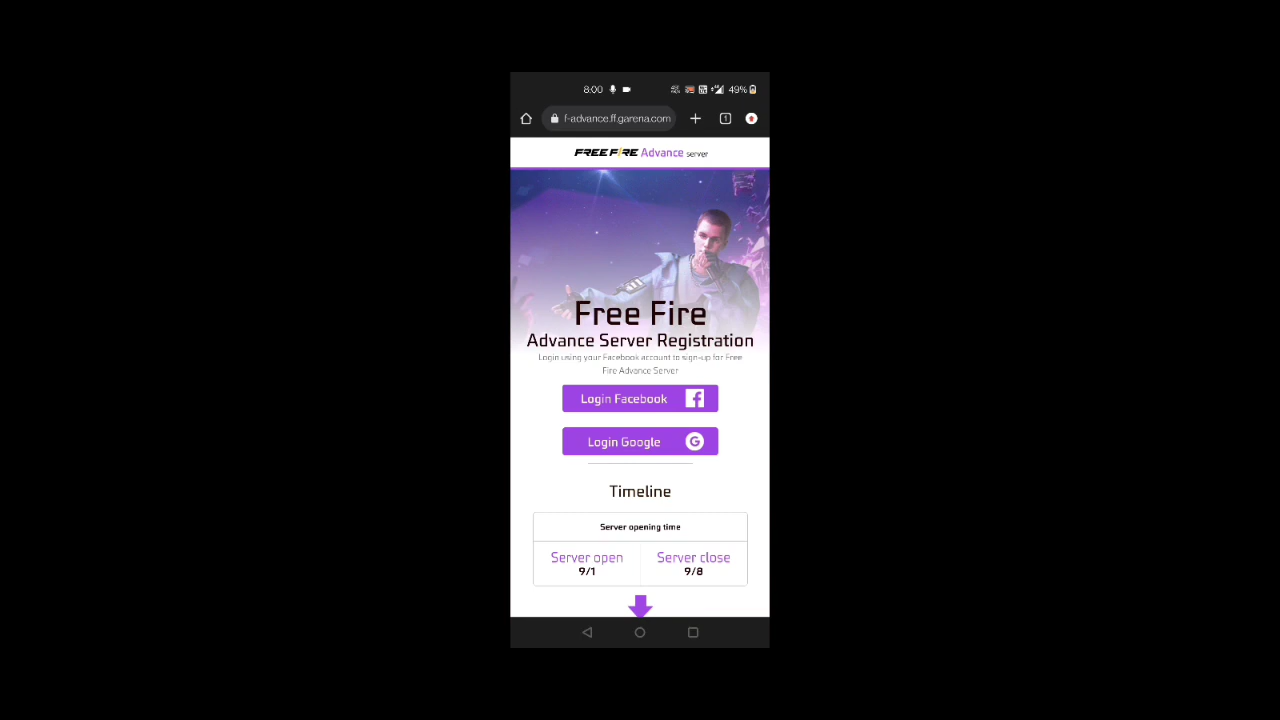 8:00 49%
f-advance.ff.garena.com 1
FREE FIRE Advance server
Free Fire
Advance Server Registration
Login using your Facebook account to sign-up for Free
Fire Advance Server
Login Facebook
Login Google
Timeline
Server opening time
Server open Server close
9/1 9/8